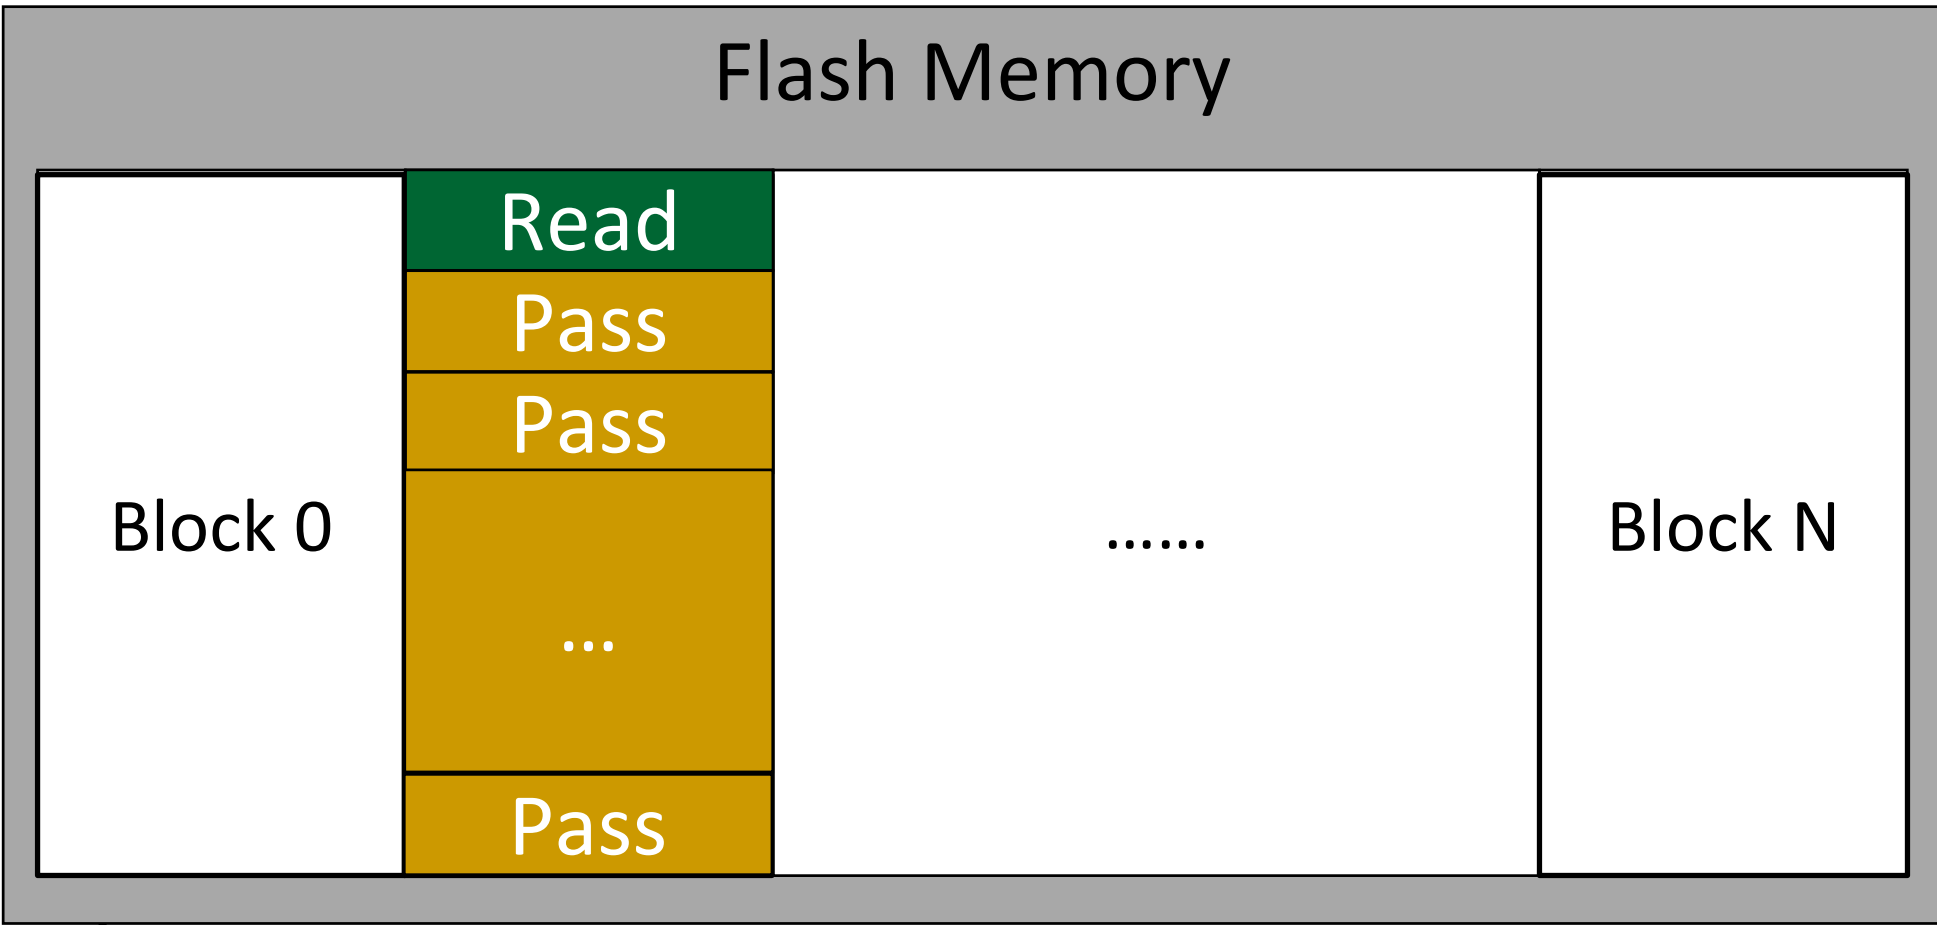 Flash Memory
Read
Pass
Pass
Block 0
……
Block N
…
Pass